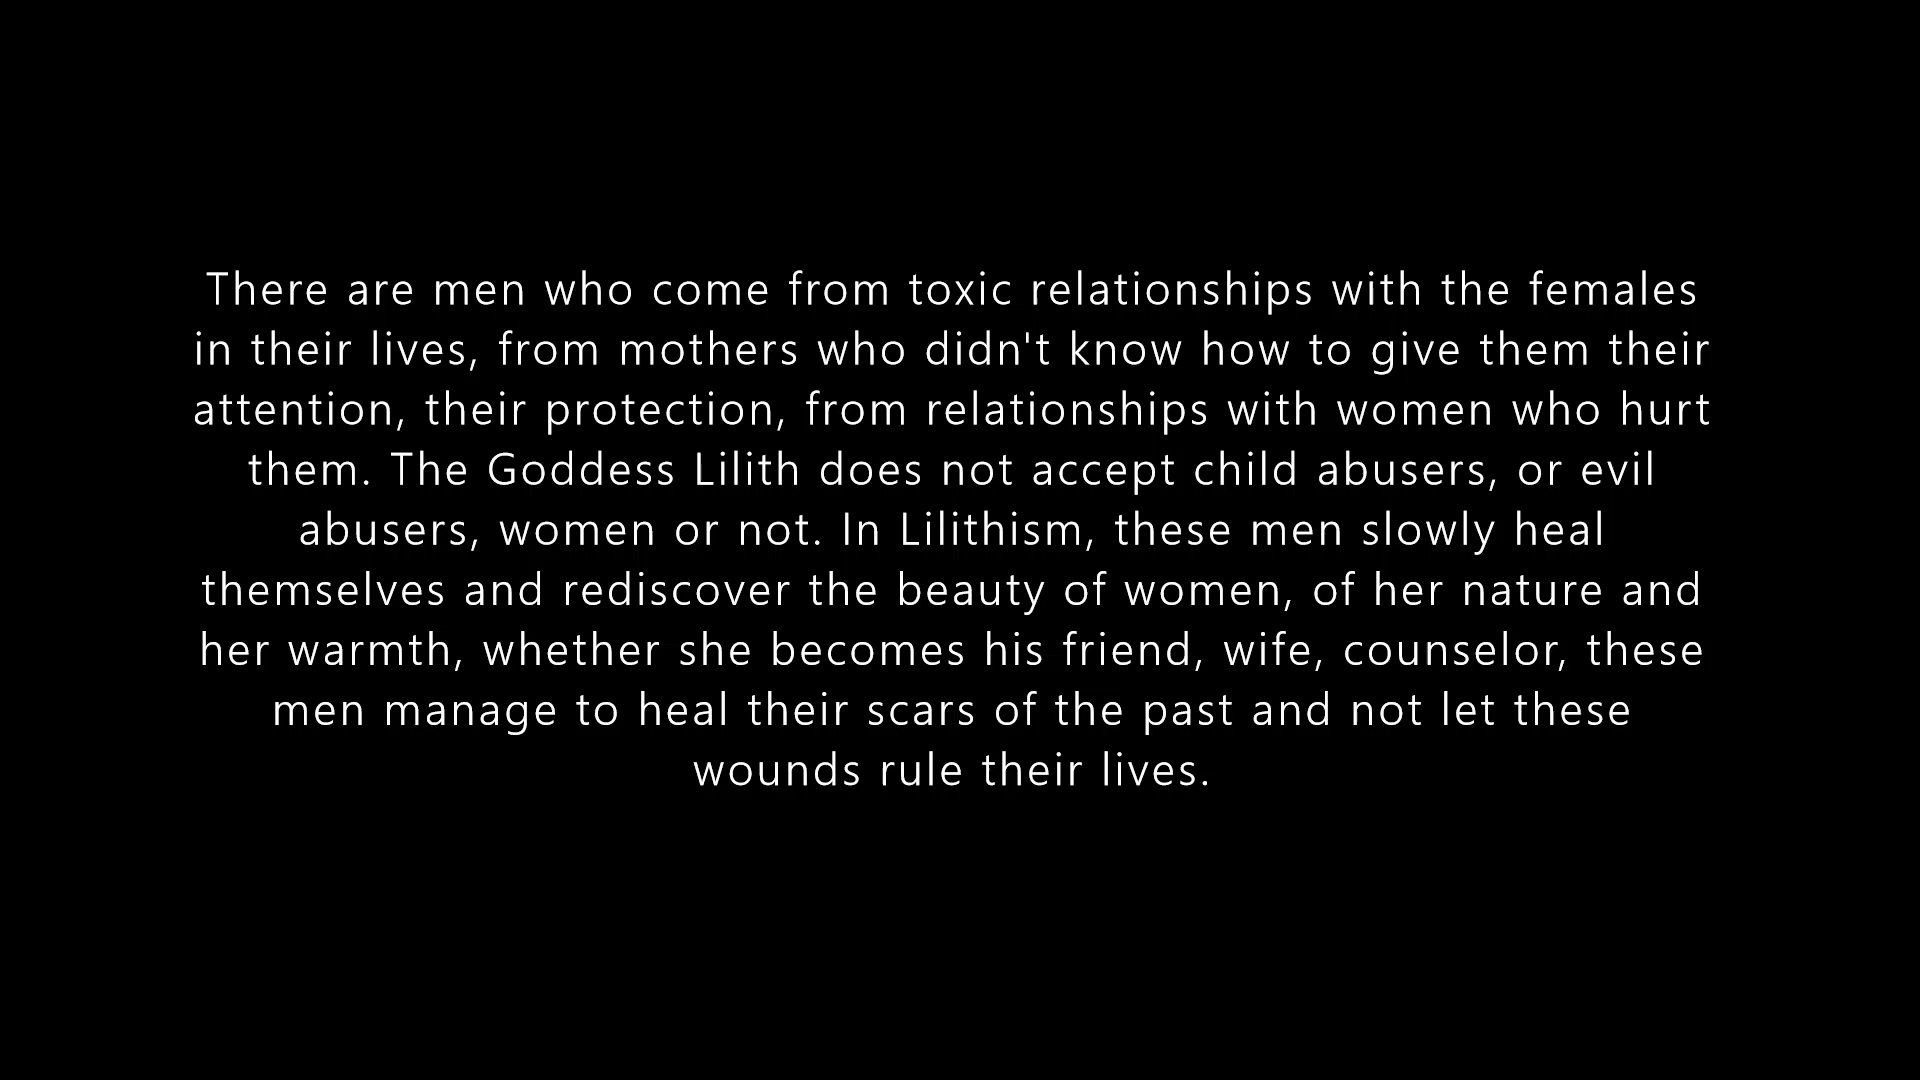 There are men who come from toxic relationships with the females
in their lives, from mothers who didn't know how to give them their
attention, their protection, from relationships with women who hurt
them. The Goddess Lilith does not accept child abusers, or evil
abusers, women or not. In Lilithism, these men slowly heal
themselves and rediscover the beauty of women, of her nature and
her warmth, whether she becomes his friend, wife, counselor, these
men manage to heal their scars of the past and not let these
wounds rule their lives.